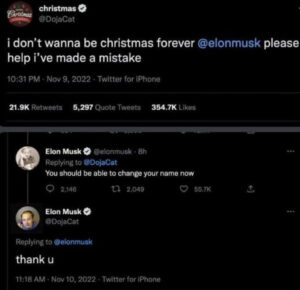 christmas
@DojaCat
i don't wanna be christmas forever @elonmusk please
help i've made a mistake
10:31 PM · Nov 9, 2022 · Twitter for iPhone
21.9K Retweets 5,297 Quote Tweets 354.7K Likes
Elon Musk @elonmusk · 8h
Replying to @DojaCat
You should be able to change your name now
2,146 2,049 55.7K
Elon Musk
@DojaCat
Replying to @elonmusk
thank u
11:18 AM · Nov 10, 2022 · Twitter for iPhone